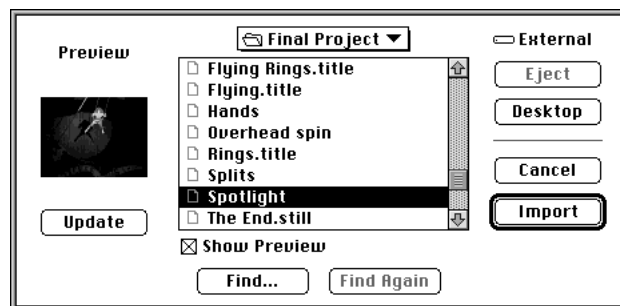 Preview
Update
Final Project
Flying Rings.title
Flying.title
Hands
Overhead spin
Rings.title
Splits
Spotlight
The End.still
Show Preview
Find...
Find Again
External
Eject
Desktop
Cancel
Import